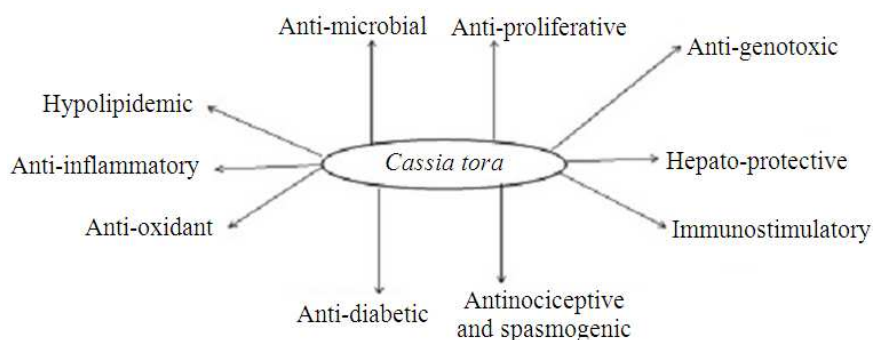 Anti-microbial
Anti-proliferative
Anti-genotoxic
Hypolipidemic
Anti-inflammatory
Cassia tora
Hepato-protective
Anti-oxidant
Immunostimulatory
Anti-diabetic
Antinociceptive
and spasmogenic